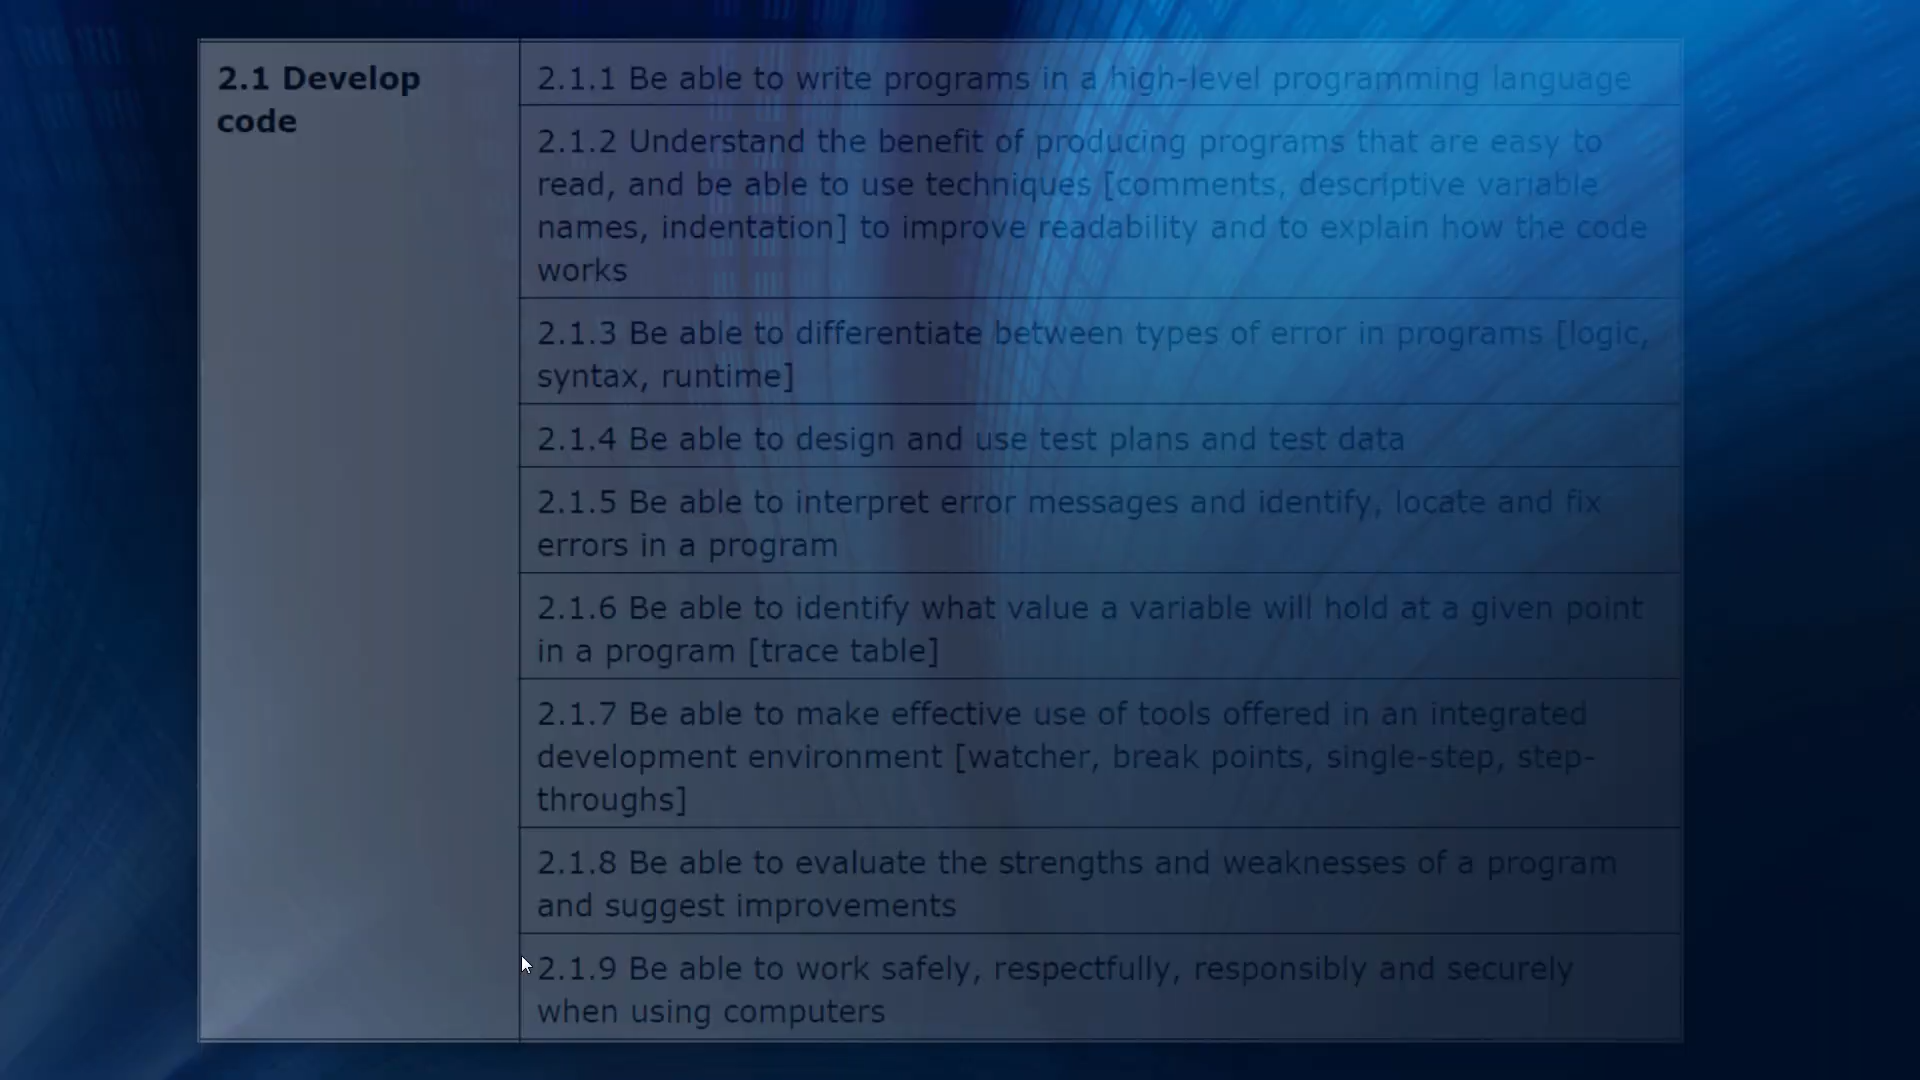 2.1 Develop
code
2.1.1 Be able to write programs in a high-level programming language
2.1.2 Understand the benefit of producing programs that are easy to
read, and be able to use techniques [comments, descriptive variable
names, indentation] to improve readability and to explain how the code
works
2.1.3 Be able to differentiate between types of error in programs [logic,
syntax, runtime]
2.1.4 Be able to design and use test plans and test data
2.1.5 Be able to interpret error messages and identify, locate and fix
errors in a program
2.1.6 Be able to identify what value a variable will hold at a given point
in a program [trace table]
2.1.7 Be able to make effective use of tools offered in an integrated
development environment [watcher, break points, single-step, step-
throughs]
2.1.8 Be able to evaluate the strengths and weaknesses of a program
and suggest improvements
2.1.9 Be able to work safely, respectfully, responsibly and securely
when using computers